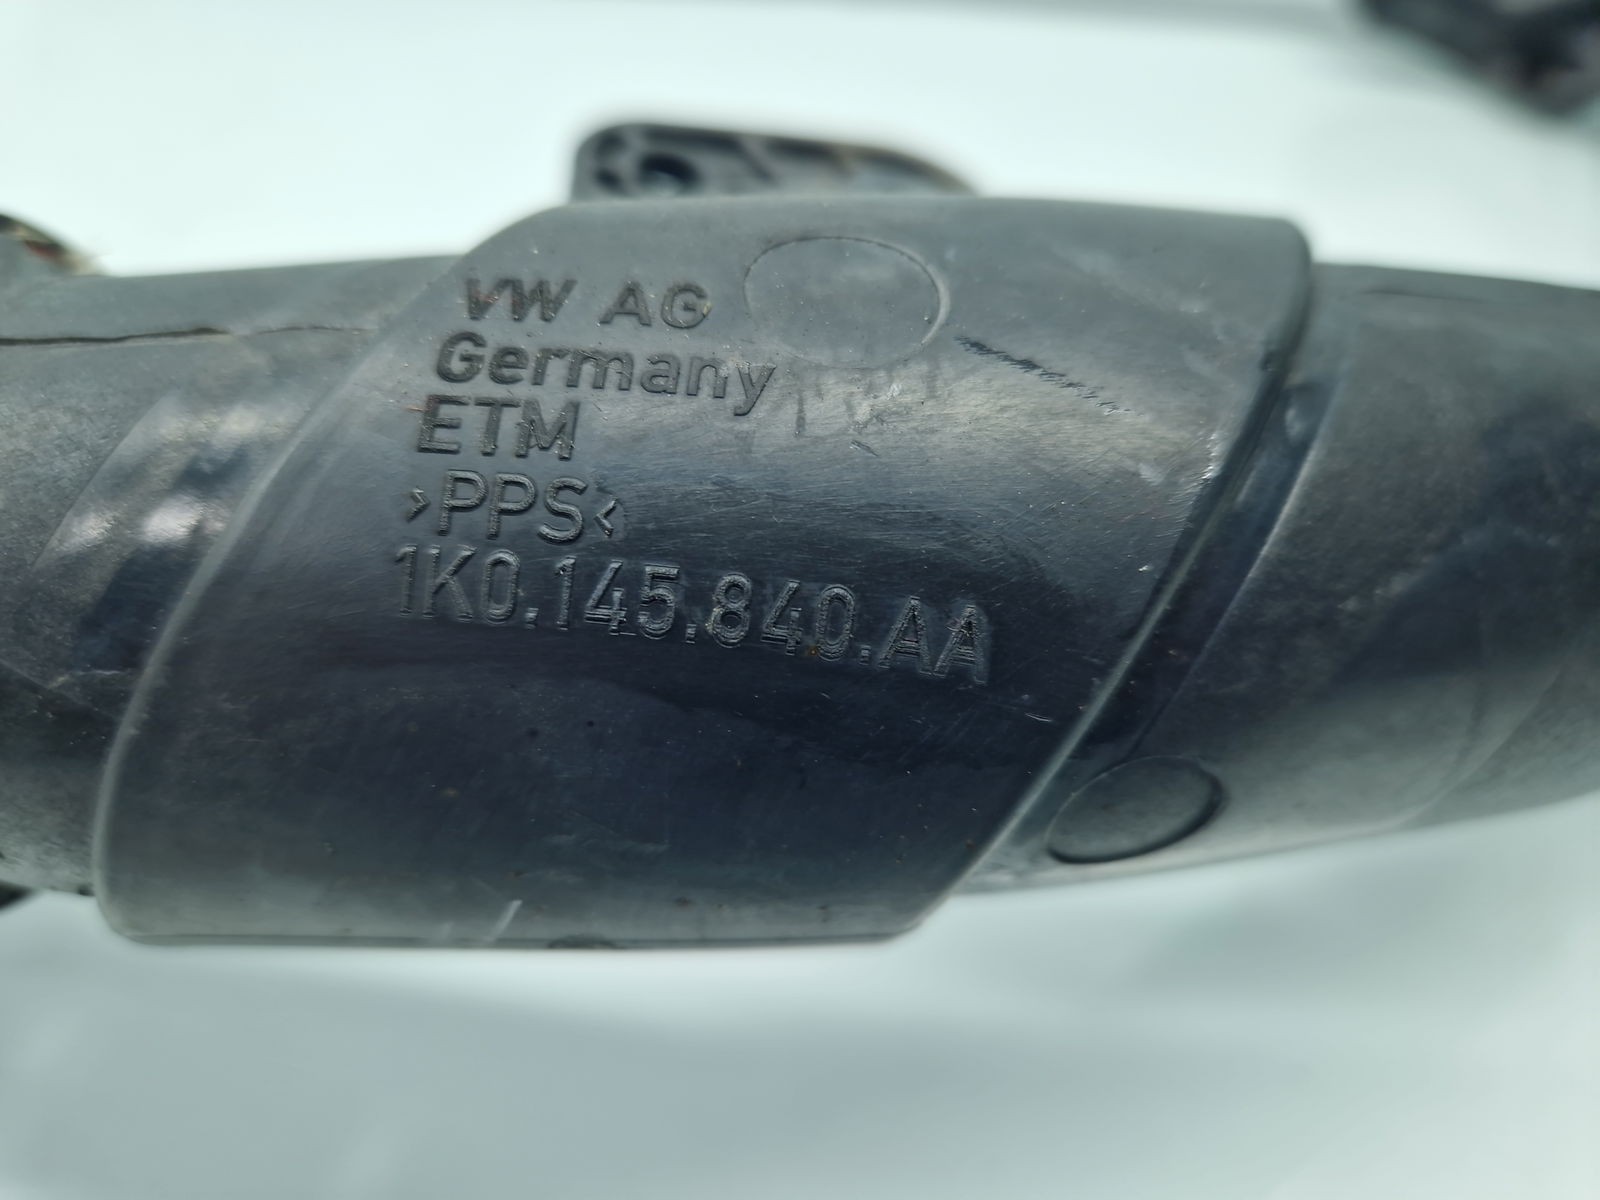 VW AG
Germany
ETM
>PPS<
1K0.145.840.AA